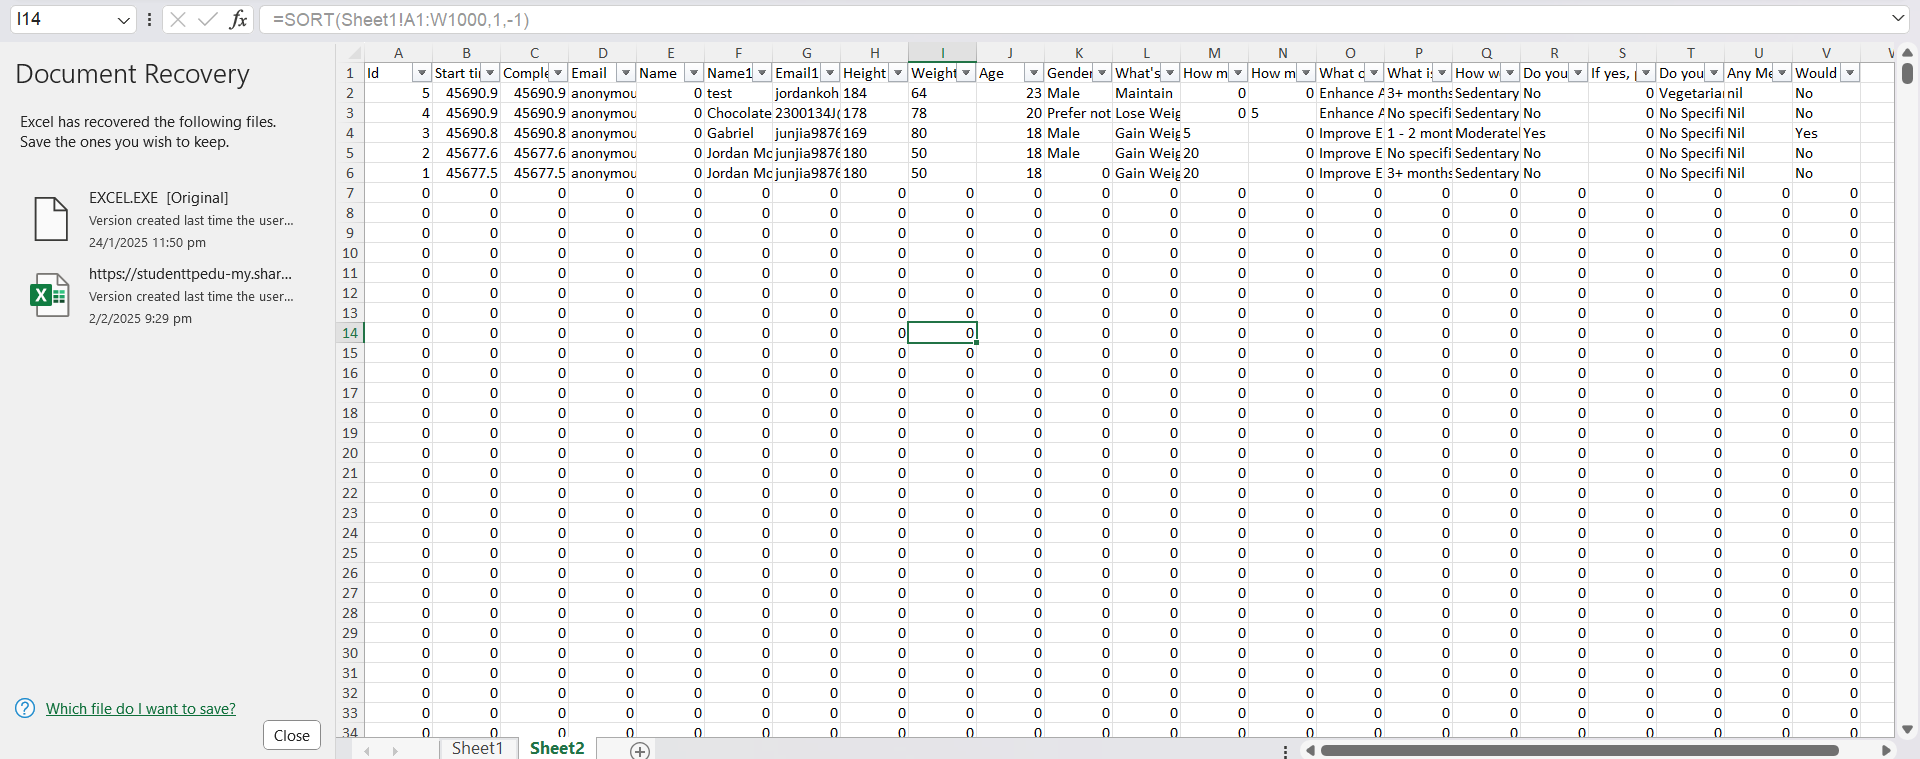 I14 fx =SORT(Sheet1!A1:W1000,1,-1)
Document Recovery
Excel has recovered the following files.
Save the ones you wish to keep.
EXCEL.EXE [Original]
Version created last time the user...
24/1/2025 11:50 pm
https://studenttpedu-my.shar...
Version created last time the user...
2/2/2025 9:29 pm
Which file do I want to save?
Close
A B C D E F G H I J K L M N O P Q R S T U V
1 Id Start ti Comple Email Name Name1 Email1 Height Weight Age Gender What's How m How m What c What i How w Do you If yes, Do you Any Me Would
2 5 45690.9 45690.9 anonymou 0 test jordankoh 184 64 23 Male Maintain 0 0 Enhance A 3+ months Sedentary No 0 Vegetarian nil No
3 4 45690.9 45690.9 anonymou 0 Chocolate 2300134J( 178 78 20 Prefer not Lose Weig 0 5 Enhance A No specifi Sedentary No 0 No Specifi Nil No
4 3 45690.8 45690.8 anonymou 0 Gabriel junjia9876 169 80 18 Male Gain Weig 5 0 Improve E 1 - 2 mont Moderatel Yes 0 No Specifi Nil Yes
5 2 45677.6 45677.6 anonymou 0 Jordan Mc junjia9876 180 50 18 Male Gain Weig 20 0 Improve E No specifi Sedentary No 0 No Specifi Nil No
6 1 45677.5 45677.5 anonymou 0 Jordan Mc junjia9876 180 50 18 0 Gain Weig 20 0 Improve E 3+ months Sedentary No 0 No Specifi Nil No
7 0 0 0 0 0 0 0 0 0 0 0 0 0 0 0 0 0 0 0 0 0 0
8 0 0 0 0 0 0 0 0 0 0 0 0 0 0 0 0 0 0 0 0 0 0
9 0 0 0 0 0 0 0 0 0 0 0 0 0 0 0 0 0 0 0 0 0 0
10 0 0 0 0 0 0 0 0 0 0 0 0 0 0 0 0 0 0 0 0 0 0
11 0 0 0 0 0 0 0 0 0 0 0 0 0 0 0 0 0 0 0 0 0 0
12 0 0 0 0 0 0 0 0 0 0 0 0 0 0 0 0 0 0 0 0 0 0
13 0 0 0 0 0 0 0 0 0 0 0 0 0 0 0 0 0 0 0 0 0 0
14 0 0 0 0 0 0 0 0 0 0 0 0 0 0 0 0 0 0 0 0 0 0
15 0 0 0 0 0 0 0 0 0 0 0 0 0 0 0 0 0 0 0 0 0 0
16 0 0 0 0 0 0 0 0 0 0 0 0 0 0 0 0 0 0 0 0 0 0
17 0 0 0 0 0 0 0 0 0 0 0 0 0 0 0 0 0 0 0 0 0 0
18 0 0 0 0 0 0 0 0 0 0 0 0 0 0 0 0 0 0 0 0 0 0
19 0 0 0 0 0 0 0 0 0 0 0 0 0 0 0 0 0 0 0 0 0 0
20 0 0 0 0 0 0 0 0 0 0 0 0 0 0 0 0 0 0 0 0 0 0
21 0 0 0 0 0 0 0 0 0 0 0 0 0 0 0 0 0 0 0 0 0 0
22 0 0 0 0 0 0 0 0 0 0 0 0 0 0 0 0 0 0 0 0 0 0
23 0 0 0 0 0 0 0 0 0 0 0 0 0 0 0 0 0 0 0 0 0 0
24 0 0 0 0 0 0 0 0 0 0 0 0 0 0 0 0 0 0 0 0 0 0
25 0 0 0 0 0 0 0 0 0 0 0 0 0 0 0 0 0 0 0 0 0 0
26 0 0 0 0 0 0 0 0 0 0 0 0 0 0 0 0 0 0 0 0 0 0
27 0 0 0 0 0 0 0 0 0 0 0 0 0 0 0 0 0 0 0 0 0 0
28 0 0 0 0 0 0 0 0 0 0 0 0 0 0 0 0 0 0 0 0 0 0
29 0 0 0 0 0 0 0 0 0 0 0 0 0 0 0 0 0 0 0 0 0 0
30 0 0 0 0 0 0 0 0 0 0 0 0 0 0 0 0 0 0 0 0 0 0
31 0 0 0 0 0 0 0 0 0 0 0 0 0 0 0 0 0 0 0 0 0 0
32 0 0 0 0 0 0 0 0 0 0 0 0 0 0 0 0 0 0 0 0 0 0
33 0 0 0 0 0 0 0 0 0 0 0 0 0 0 0 0 0 0 0 0 0 0
34 0 0 0 0 0 0 0 0 0 0 0 0 0 0 0 0 0 0 0 0 0 0
Sheet1 Sheet2